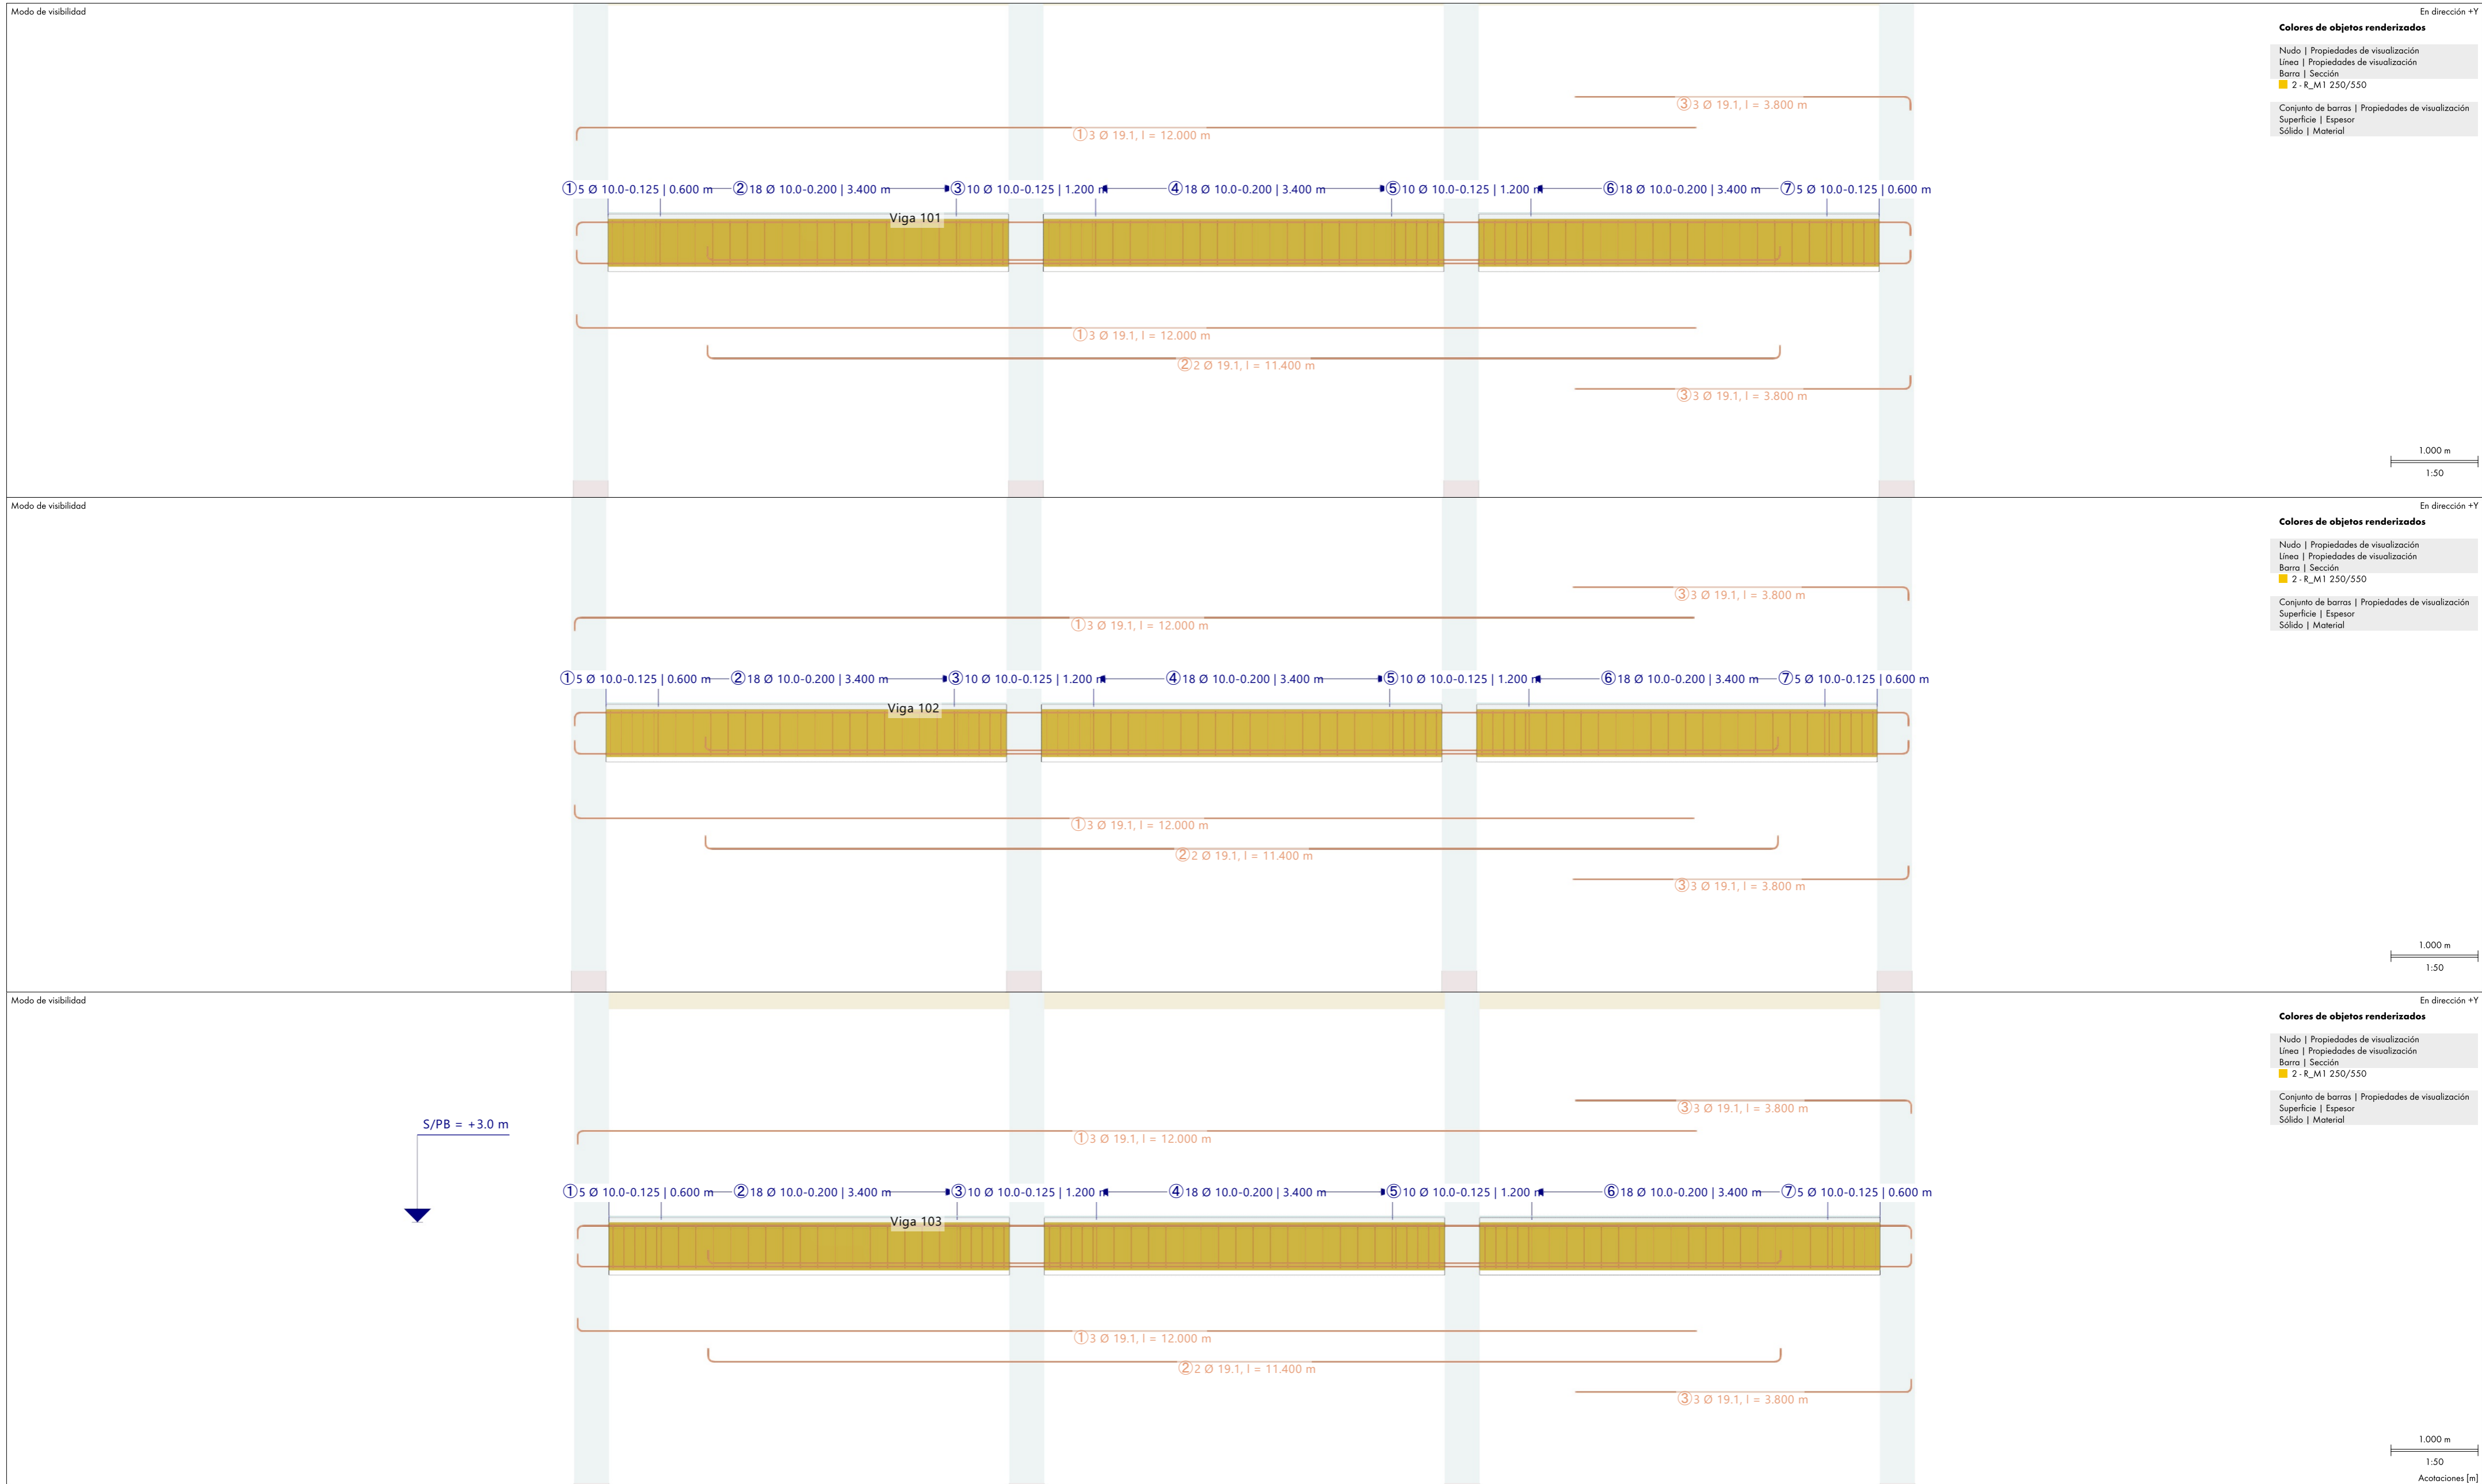 Modo de visibilidad
En dirección +Y
Colores de objetos renderizados
Nudo | Propiedades de visualización
Línea | Propiedades de visualización
Barra | Sección
2 - R_M1 250/550
Conjunto de barras | Propiedades de visualización
Superficie | Espesor
Sólido | Material
③3 Ø 19.1, l = 3.800 m
①3 Ø 19.1, l = 12.000 m
①5 Ø 10.0-0.125 | 0.600 m ②18 Ø 10.0-0.200 | 3.400 m ③10 Ø 10.0-0.125 | 1.200 m ④18 Ø 10.0-0.200 | 3.400 m ⑤10 Ø 10.0-0.125 | 1.200 m ⑥18 Ø 10.0-0.200 | 3.400 m ⑦5 Ø 10.0-0.125 | 0.600 m
Viga 101
①3 Ø 19.1, l = 12.000 m
②2 Ø 19.1, l = 11.400 m
③3 Ø 19.1, l = 3.800 m
1.000 m
1:50
Modo de visibilidad
En dirección +Y
Colores de objetos renderizados
Nudo | Propiedades de visualización
Línea | Propiedades de visualización
Barra | Sección
2 - R_M1 250/550
Conjunto de barras | Propiedades de visualización
Superficie | Espesor
Sólido | Material
③3 Ø 19.1, l = 3.800 m
①3 Ø 19.1, l = 12.000 m
①5 Ø 10.0-0.125 | 0.600 m ②18 Ø 10.0-0.200 | 3.400 m ③10 Ø 10.0-0.125 | 1.200 m ④18 Ø 10.0-0.200 | 3.400 m ⑤10 Ø 10.0-0.125 | 1.200 m ⑥18 Ø 10.0-0.200 | 3.400 m ⑦5 Ø 10.0-0.125 | 0.600 m
Viga 102
①3 Ø 19.1, l = 12.000 m
②2 Ø 19.1, l = 11.400 m
③3 Ø 19.1, l = 3.800 m
1.000 m
1:50
Modo de visibilidad
En dirección +Y
Colores de objetos renderizados
Nudo | Propiedades de visualización
Línea | Propiedades de visualización
Barra | Sección
2 - R_M1 250/550
Conjunto de barras | Propiedades de visualización
Superficie | Espesor
Sólido | Material
③3 Ø 19.1, l = 3.800 m
S/PB = +3.0 m
①3 Ø 19.1, l = 12.000 m
①5 Ø 10.0-0.125 | 0.600 m ②18 Ø 10.0-0.200 | 3.400 m ③10 Ø 10.0-0.125 | 1.200 m ④18 Ø 10.0-0.200 | 3.400 m ⑤10 Ø 10.0-0.125 | 1.200 m ⑥18 Ø 10.0-0.200 | 3.400 m ⑦5 Ø 10.0-0.125 | 0.600 m
Viga 103
①3 Ø 19.1, l = 12.000 m
②2 Ø 19.1, l = 11.400 m
③3 Ø 19.1, l = 3.800 m
1.000 m
1:50
Acotaciones [m]